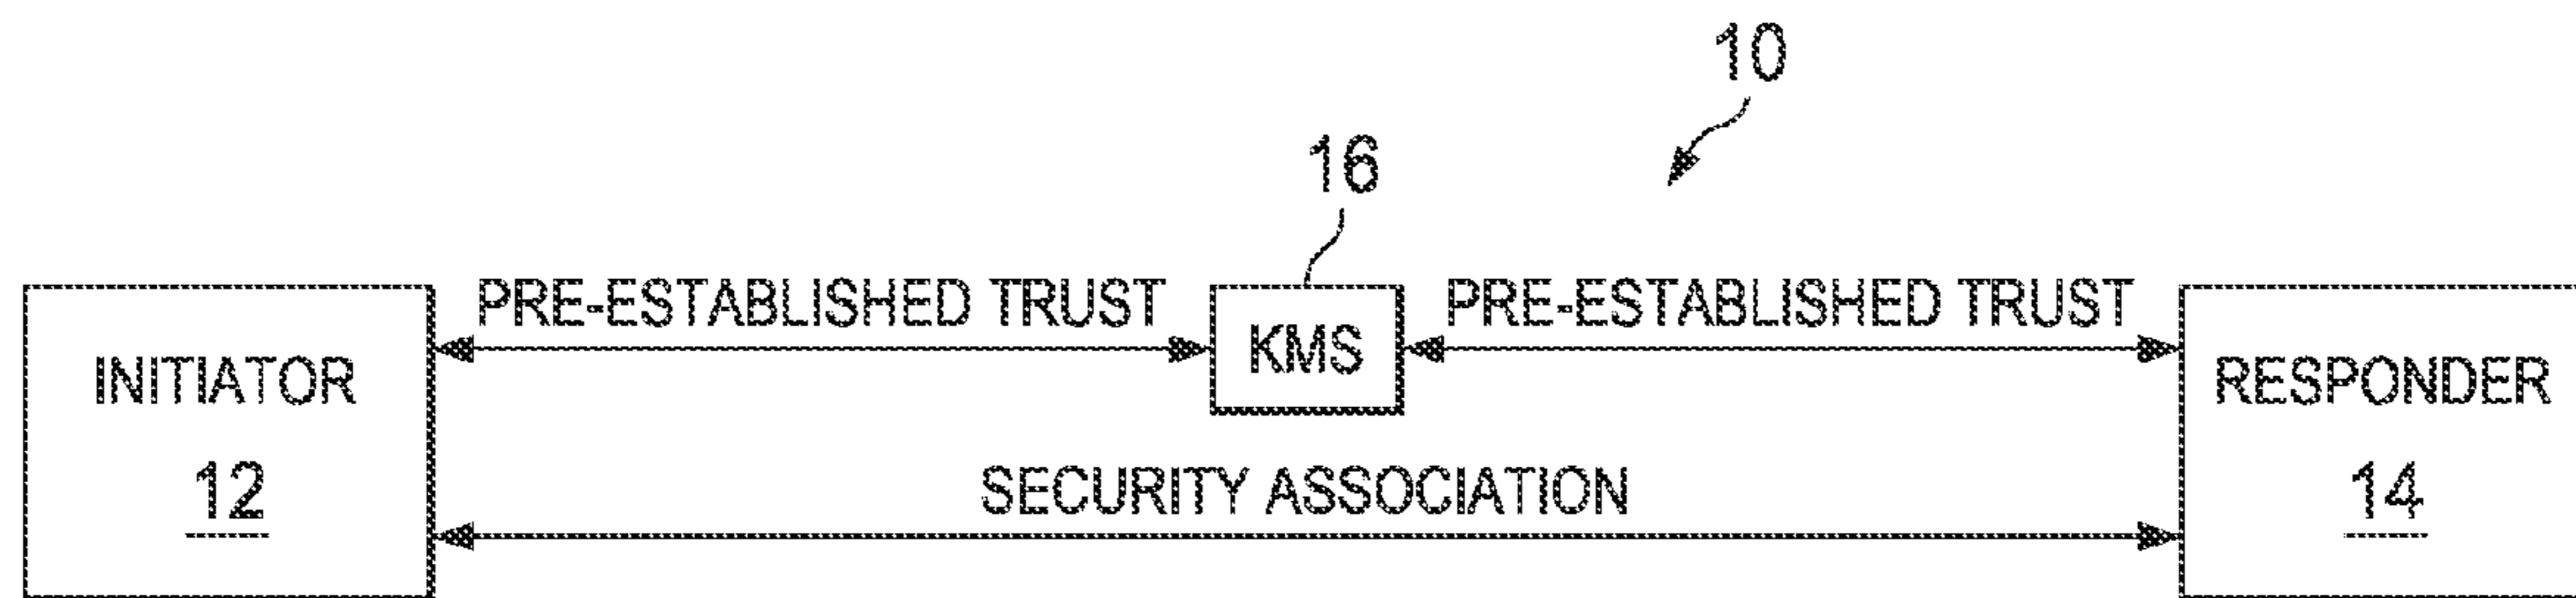 10
16
PRE-ESTABLISHED TRUST
PRE-ESTABLISHED TRUST
INITIATOR
12
KMS
RESPONDER
14
SECURITY ASSOCIATION